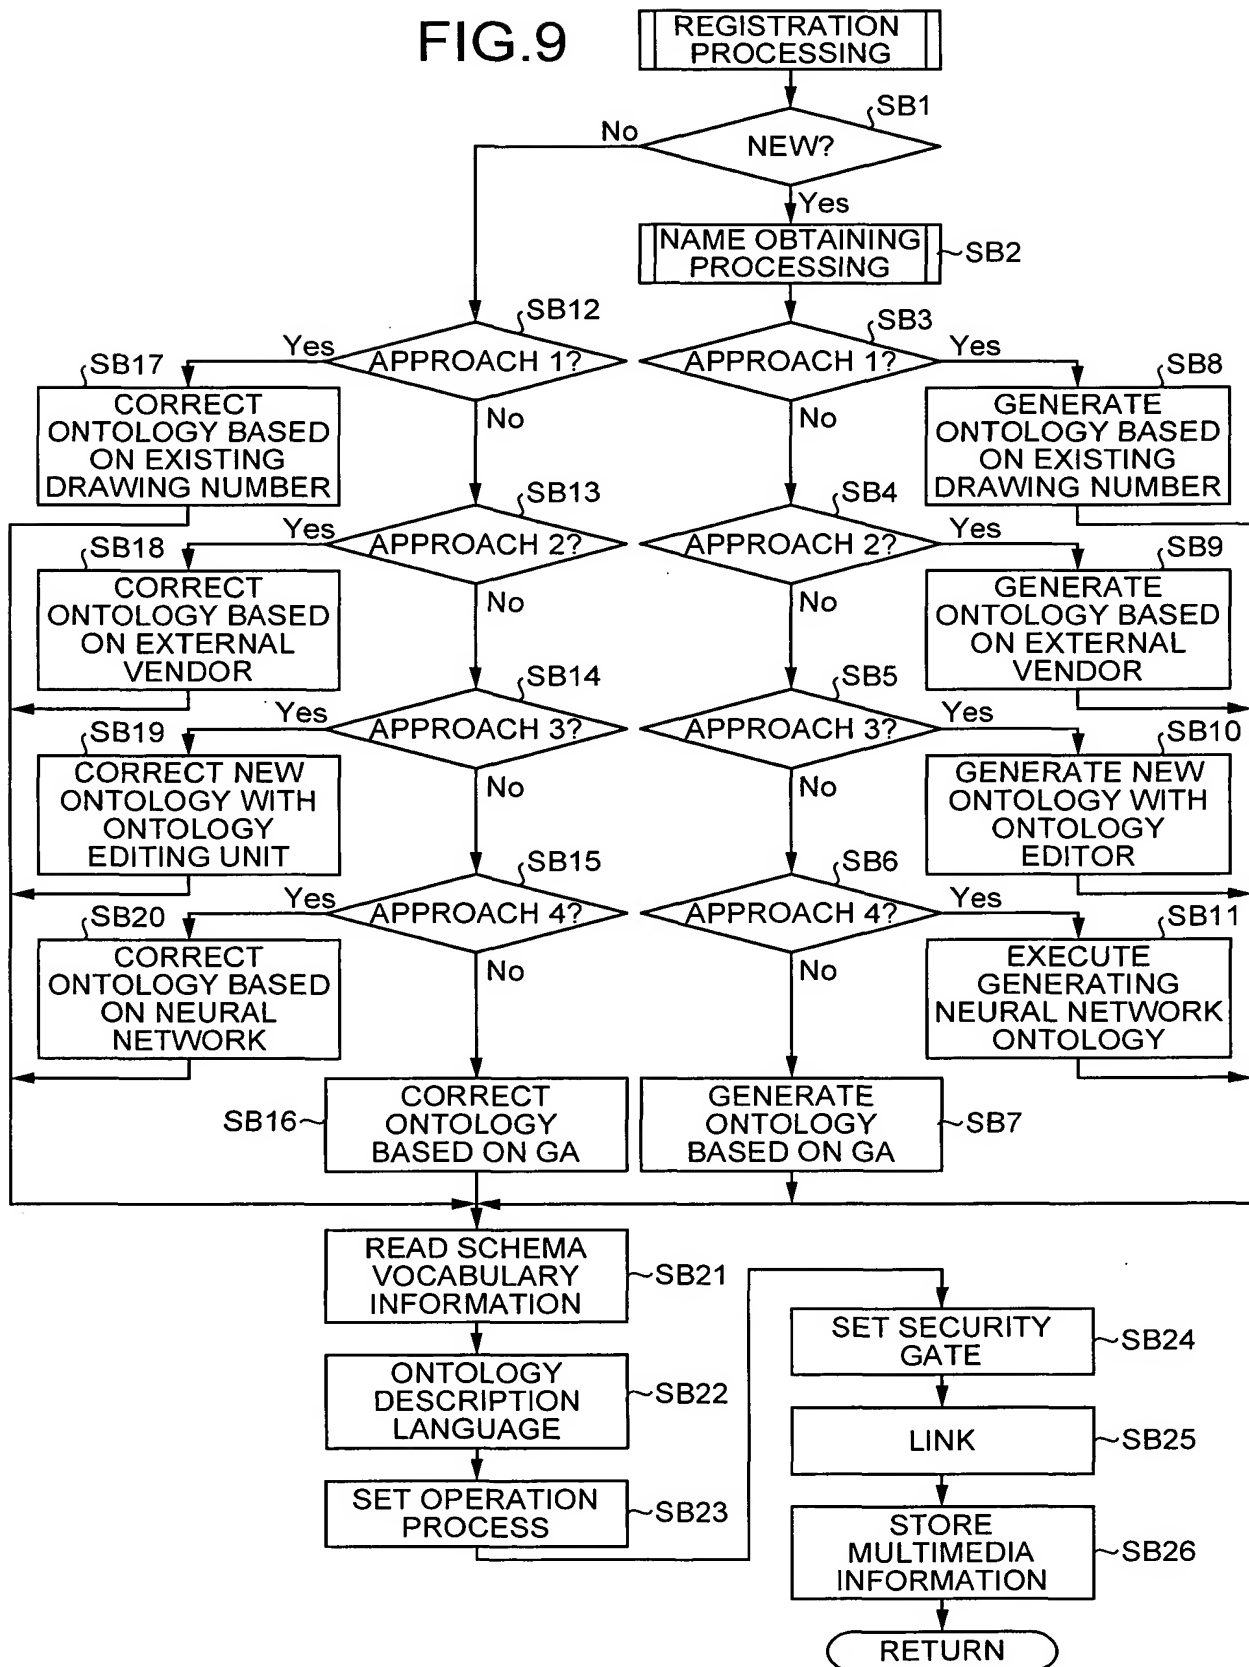 FIG.9
REGISTRATION
PROCESSING
SB1
NEW?
No
Yes
NAME OBTAINING
PROCESSING
SB2
SB12
APPROACH 1?
Yes
No
SB3
APPROACH 1?
Yes
No
SB17
CORRECT
ONTOLOGY BASED
ON EXISTING
DRAWING NUMBER
SB8
GENERATE
ONTOLOGY BASED
ON EXISTING
DRAWING NUMBER
SB13
APPROACH 2?
Yes
No
SB4
APPROACH 2?
Yes
No
SB18
CORRECT
ONTOLOGY BASED
ON EXTERNAL
VENDOR
SB9
GENERATE
ONTOLOGY BASED
ON EXTERNAL
VENDOR
SB14
APPROACH 3?
Yes
No
SB5
APPROACH 3?
Yes
No
SB19
CORRECT NEW
ONTOLOGY WITH
ONTOLOGY
EDITING UNIT
SB10
GENERATE NEW
ONTOLOGY WITH
ONTOLOGY
EDITOR
SB15
APPROACH 4?
Yes
No
SB6
APPROACH 4?
Yes
No
SB20
CORRECT
ONTOLOGY BASED
ON NEURAL
NETWORK
SB11
EXECUTE
GENERATING
NEURAL NETWORK
ONTOLOGY
SB16
CORRECT
ONTOLOGY
BASED ON GA
GENERATE
ONTOLOGY
BASED ON GA
SB7
READ SCHEMA
VOCABULARY
INFORMATION
SB21
ONTOLOGY
DESCRIPTION
LANGUAGE
SB22
SET OPERATION
PROCESS
SB23
SET SECURITY
GATE
SB24
LINK
SB25
STORE
MULTIMEDIA
INFORMATION
SB26
RETURN